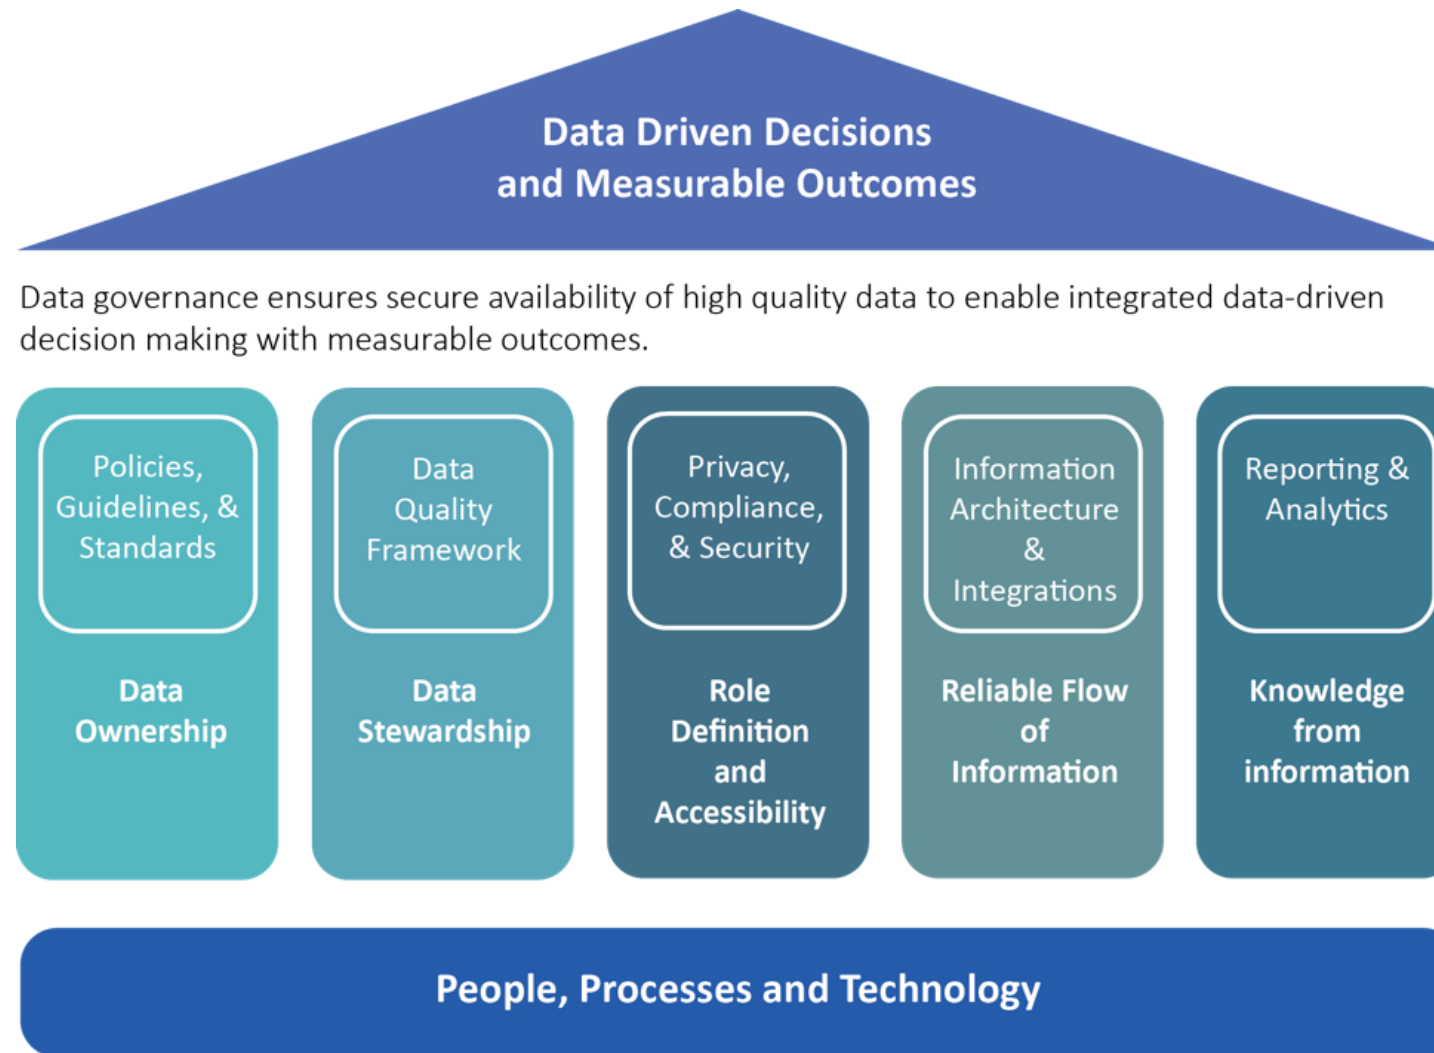 Data Driven Decisions
and Measurable Outcomes
Data governance ensures secure availability of high quality data to enable integrated data-driven
decision making with measurable outcomes.
Policies,
Guidelines, &
Standards
Data
Ownership
Data
Quality
Framework
Data
Stewardship
Privacy,
Compliance,
& Security
Role
Definition
and
Accessibility
Information
Architecture
&
Integrations
Reliable Flow
of
Information
Reporting &
Analytics
Knowledge
from
information
People, Processes and Technology